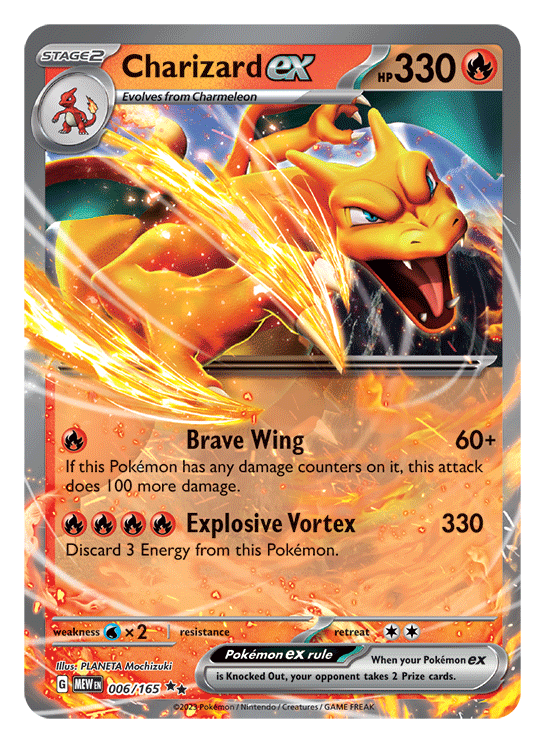 STAGE2
Charizard ex
HP 330
Evolves from Charmeleon
Brave Wing 60+
If this Pokémon has any damage counters on it, this attack
does 100 more damage.
Explosive Vortex 330
Discard 3 Energy from this Pokémon.
weakness ×2 resistance retreat
Illus: PLANETA Mochizuki
Pokémon ex rule
When your Pokémon ex
is Knocked Out, your opponent takes 2 Prize cards.
G MEW EN 006/165
©2023 Pokémon / Nintendo / Creatures / GAME FREAK